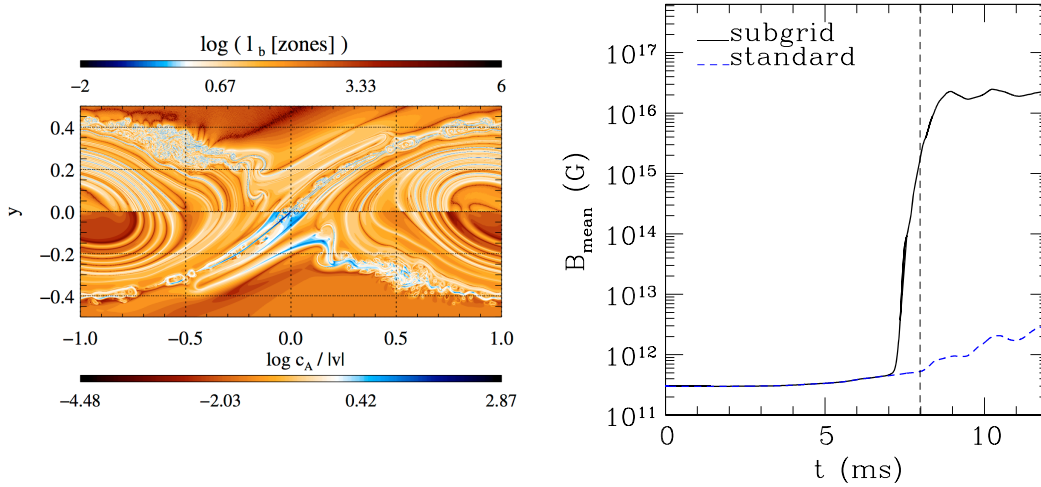 log ( l b [zones] )
−2 0.67 3.33 6
0.4
0.2
y
0.0
−0.2
−0.4
−1.0 −0.5 0.0 0.5 1.0
log c_A / |v|
−4.48 −2.03 0.42 2.87
subgrid
standard
10^17
10^16
10^15
10^14
10^13
10^12
10^11
B_mean (G)
0 5 10
t (ms)